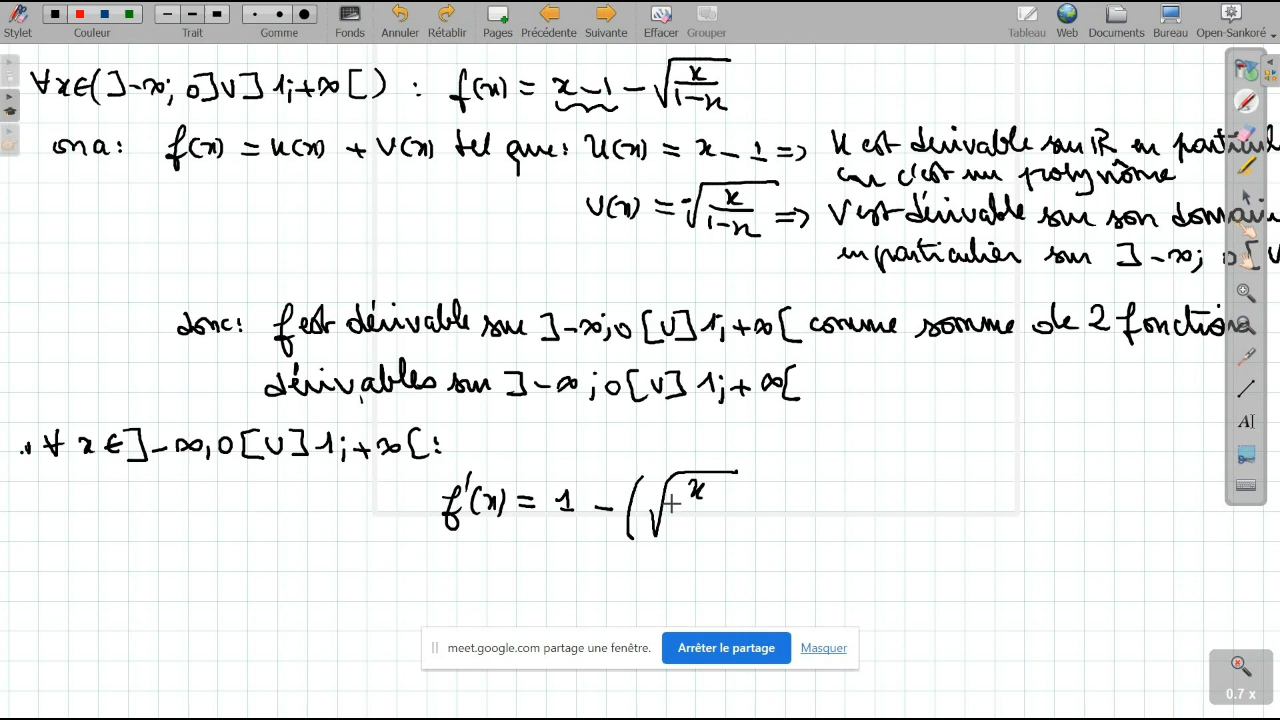 Stylet Couleur Trait Gomme Fonds Annuler Rétablir Pages Précédente Suivante Effacer Grouper Tableau Web Documents Bureau Open-Sankoré
∀x∈(]-∞; 0]∪]1;+∞[) : f(x) = x-1-√(x/(1-x))
on a: f(x) = u(x) + v(x) tel que: u(x) = x-1 => u est dérivable sur ℝ en particul
car c'est un polynôme
v(x) = -√(x/(1-x)) => v est dérivable sur son domai
en particulier sur ]-∞; 0[ ∪
donc: f est dérivable sur ]-∞;0[∪]1;+∞[ comme somme de 2 fonctions
dérivables sur ]-∞;0[∪]1;+∞[
∀ x ∈ ]-∞,0[∪]1;+∞[:
f'(x) = 1 - (√x
meet.google.com partage une fenêtre. Arrêter le partage Masquer
0.7 x